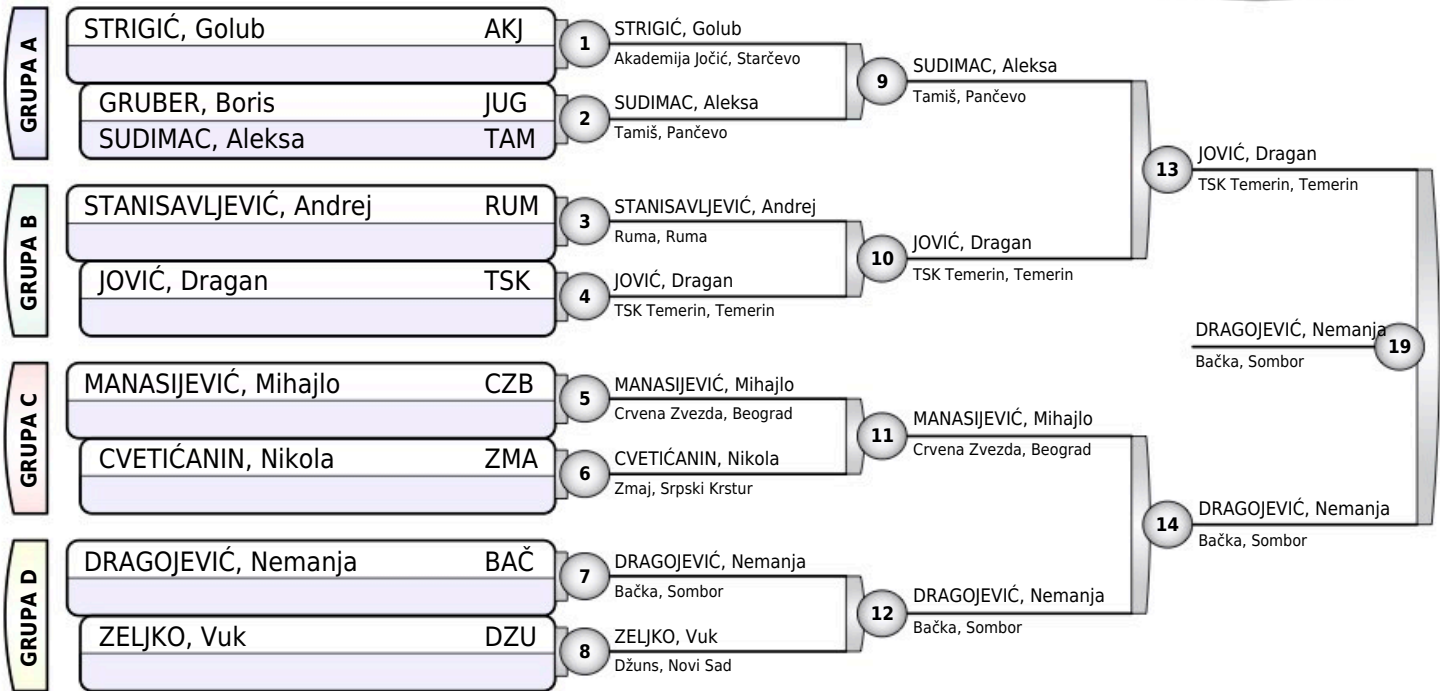 GRUPA A
STRIGIĆ, Golub AKJ
GRUBER, Boris JUG
SUDIMAC, Aleksa TAM
1
STRIGIĆ, Golub
Akademija Jočić, Starčevo
2
SUDIMAC, Aleksa
Tamiš, Pančevo
9
SUDIMAC, Aleksa
Tamiš, Pančevo
GRUPA B
STANISAVLJEVIĆ, Andrej RUM
JOVIĆ, Dragan TSK
3
STANISAVLJEVIĆ, Andrej
Ruma, Ruma
4
JOVIĆ, Dragan
TSK Temerin, Temerin
10
JOVIĆ, Dragan
TSK Temerin, Temerin
13
JOVIĆ, Dragan
TSK Temerin, Temerin
GRUPA C
MANASIJEVIĆ, Mihajlo CZB
CVETIĆANIN, Nikola ZMA
5
MANASIJEVIĆ, Mihajlo
Crvena Zvezda, Beograd
6
CVETIĆANIN, Nikola
Zmaj, Srpski Krstur
11
MANASIJEVIĆ, Mihajlo
Crvena Zvezda, Beograd
GRUPA D
DRAGOJEVIĆ, Nemanja BAČ
ZELJKO, Vuk DZU
7
DRAGOJEVIĆ, Nemanja
Bačka, Sombor
8
ZELJKO, Vuk
Džuns, Novi Sad
12
DRAGOJEVIĆ, Nemanja
Bačka, Sombor
14
DRAGOJEVIĆ, Nemanja
Bačka, Sombor
DRAGOJEVIĆ, Nemanja
Bačka, Sombor
19